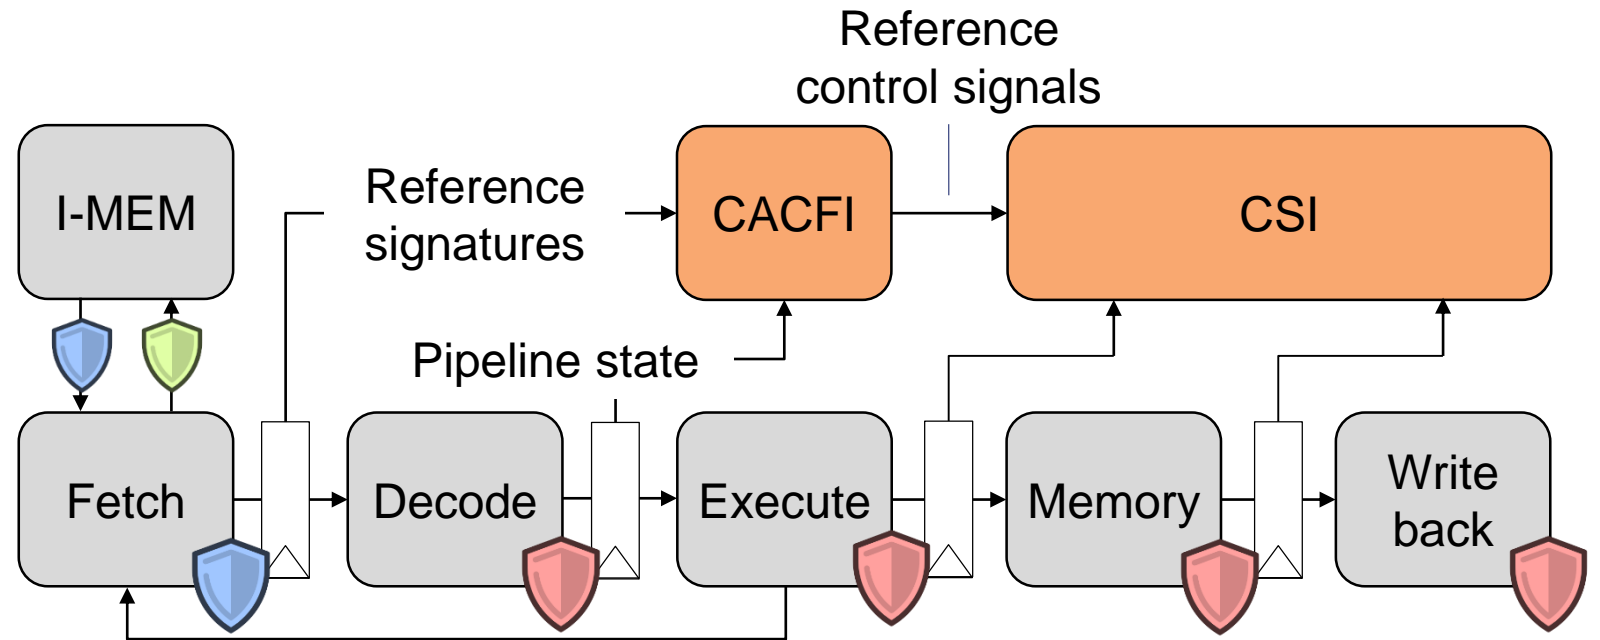 Reference
control signals
I-MEM
Reference
signatures
CACFI
CSI
Pipeline state
Fetch
Decode
Execute
Memory
Write
back